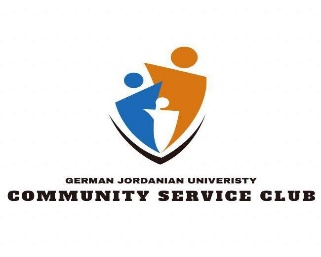 GERMAN JORDANIAN UNIVERISTY
COMMUNITY SERVICE CLUB